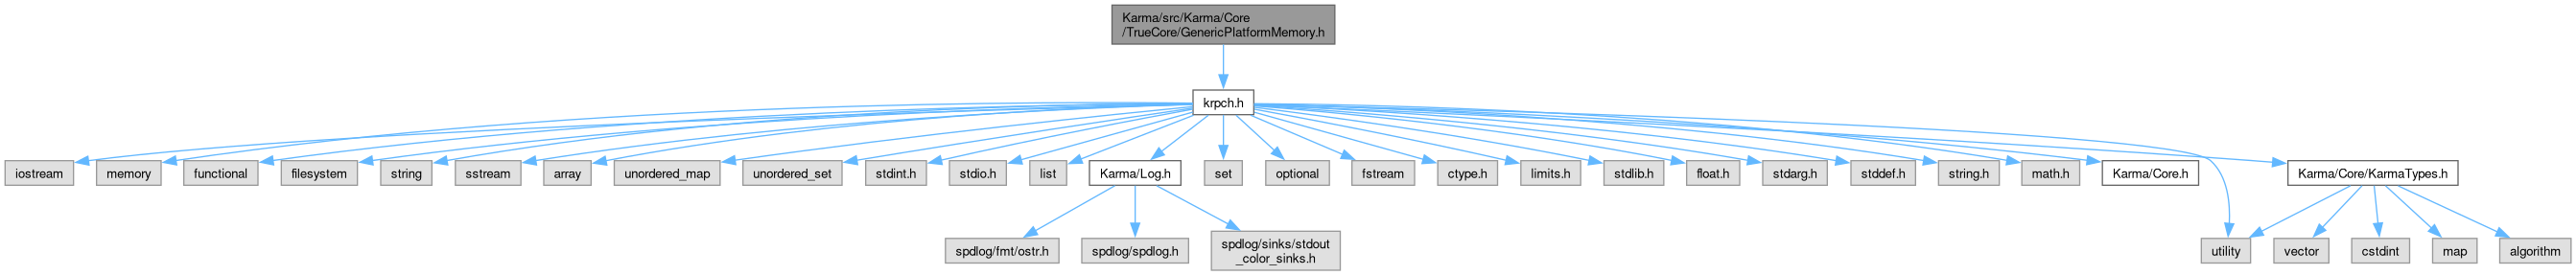 Karma/src/Karma/Core
/TrueCore/GenericPlatformMemory.h
krpch.h
iostream
memory
functional
filesystem
string
sstream
array
unordered_map
unordered_set
stdint.h
stdio.h
list
Karma/Log.h
set
optional
fstream
ctype.h
limits.h
stdlib.h
float.h
stdarg.h
stddef.h
string.h
math.h
Karma/Core.h
Karma/Core/KarmaTypes.h
spdlog/fmt/ostr.h
spdlog/spdlog.h
spdlog/sinks/stdout
_color_sinks.h
utility
vector
cstdint
map
algorithm